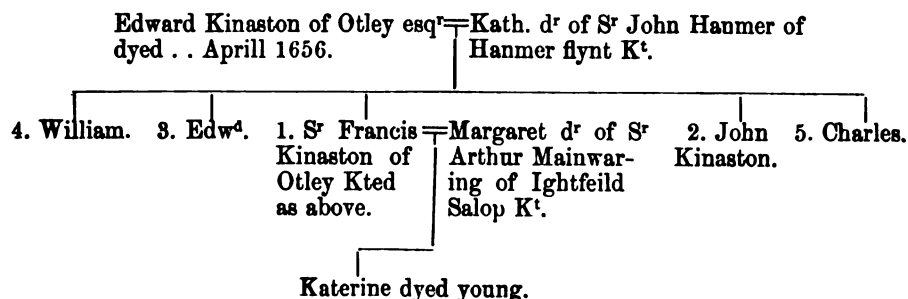 Edward Kinaston of Otley esqʳ═Kath. dʳ of Sʳ John Hanmer of
dyed . . Aprill 1656. Hanmer flynt Kᵗ.
4. William. 3. Edwᵈ. 1. Sʳ Francis═Margaret dʳ of Sʳ 2. John 5. Charles.
Kinaston of Arthur Mainwar- Kinaston.
Otley Kted ing of Ightfeild
as above. Salop Kᵗ.
Katerine dyed young.